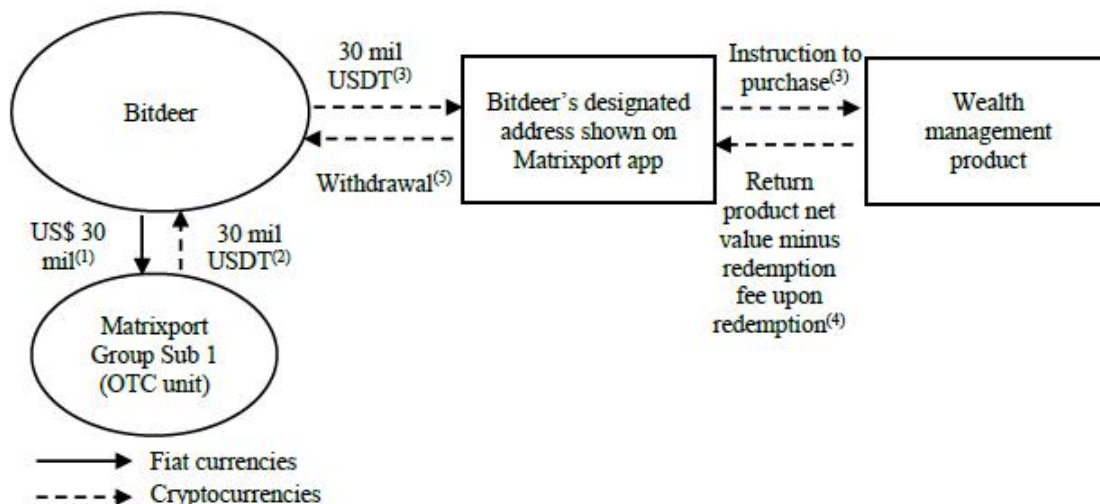 Bitdeer
30 mil
USDT(3)
Withdrawal(5)
Bitdeer’s designated
address shown on
Matrixport app
Instruction to
purchase(3)
Return
product net
value minus
redemption
fee upon
redemption(4)
Wealth
management
product
US$ 30
mil(1)
30 mil
USDT(2)
Matrixport
Group Sub 1
(OTC unit)
Fiat currencies
Cryptocurrencies